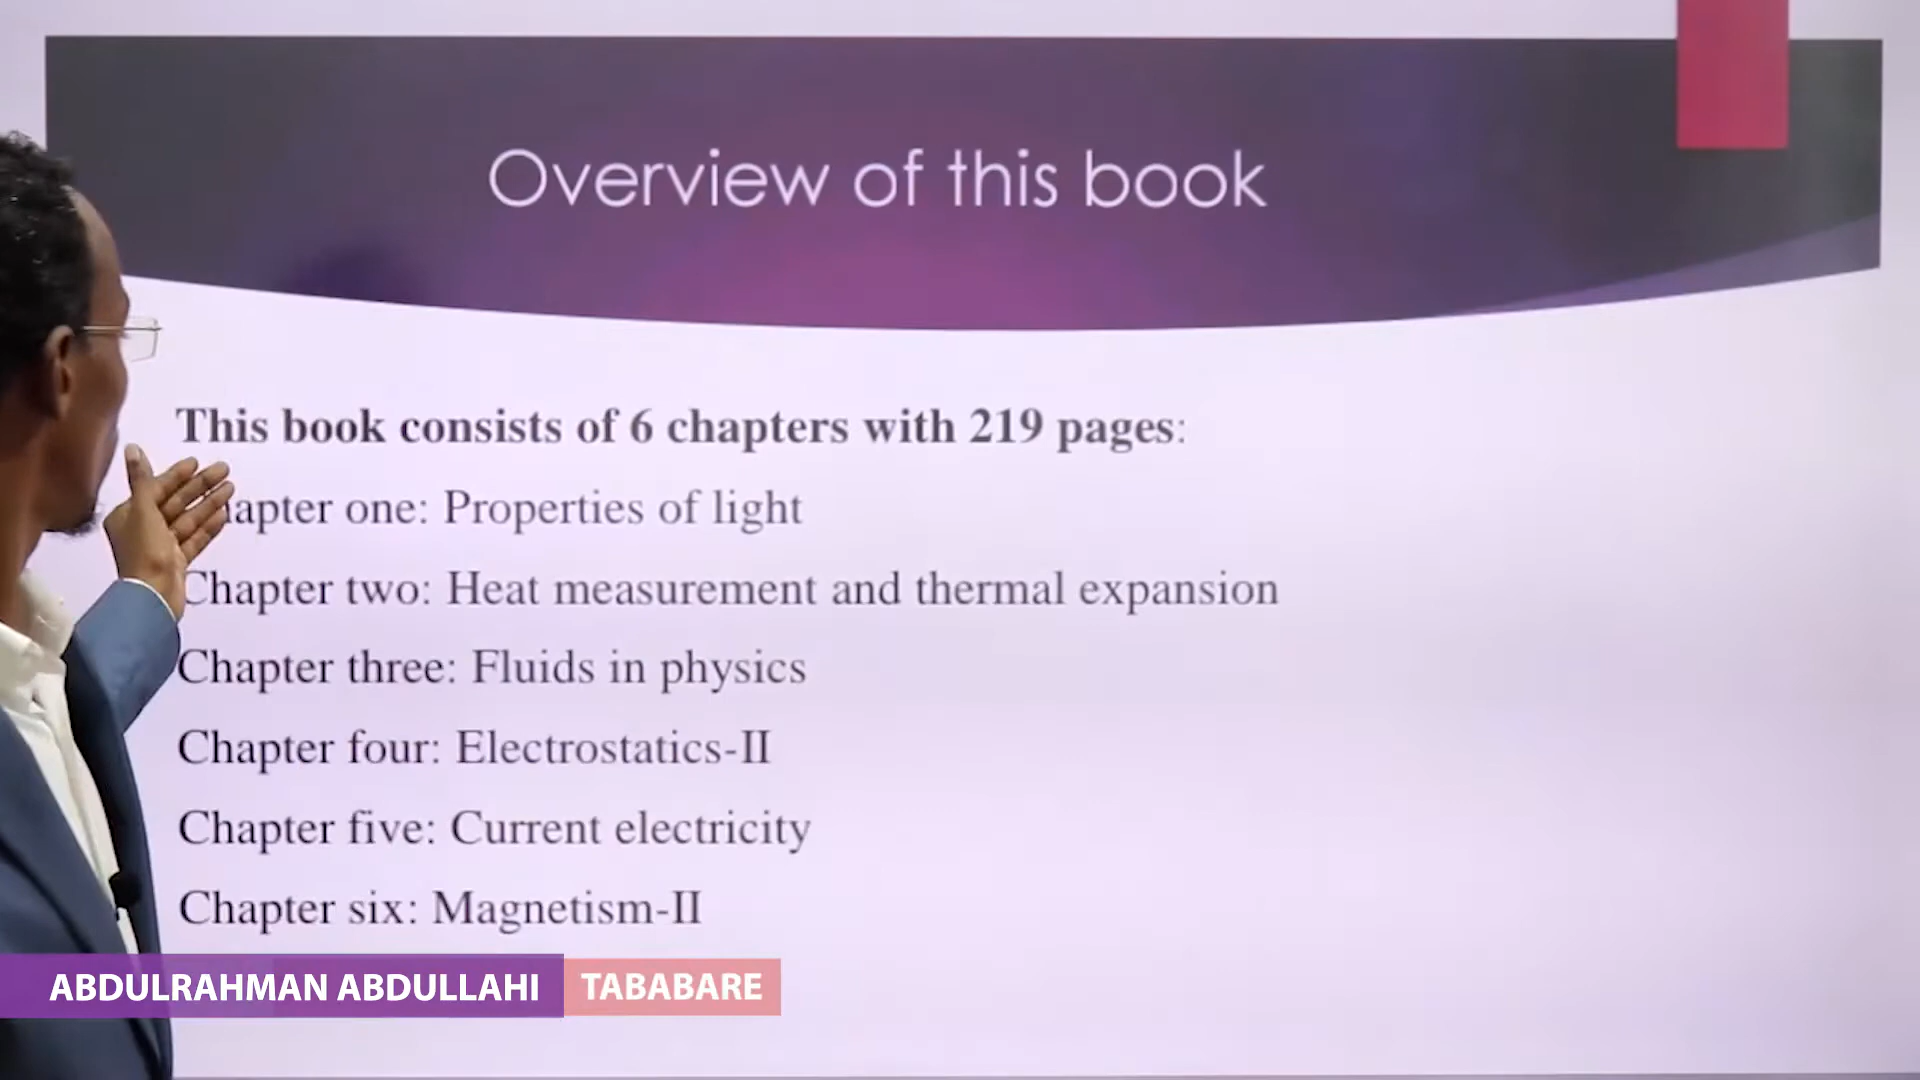 Overview of this book
This book consists of 6 chapters with 219 pages:
hapter one: Properties of light
Chapter two: Heat measurement and thermal expansion
Chapter three: Fluids in physics
Chapter four: Electrostatics-II
Chapter five: Current electricity
Chapter six: Magnetism-II
ABDULRAHMAN ABDULLAHI TABABARE